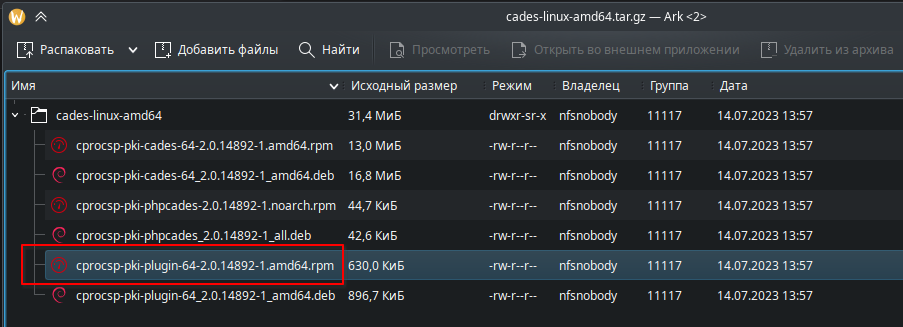 cades-linux-amd64.tar.gz — Ark <2>
Распаковать Добавить файлы Найти Просмотреть Открыть во внешнем приложении Удалить из архива
Имя Исходный размер Режим Владелец Группа Дата
cades-linux-amd64 31,4 МиБ drwxr-sr-x nfsnobody 11117 14.07.2023 13:57
cprocsp-pki-cades-64-2.0.14892-1.amd64.rpm 13,0 МиБ -rw-r--r-- nfsnobody 11117 14.07.2023 13:57
cprocsp-pki-cades-64_2.0.14892-1_amd64.deb 16,8 МиБ -rw-r--r-- nfsnobody 11117 14.07.2023 13:57
cprocsp-pki-phpcades-2.0.14892-1.noarch.rpm 44,7 КиБ -rw-r--r-- nfsnobody 11117 14.07.2023 13:57
cprocsp-pki-phpcades_2.0.14892-1_all.deb 42,6 КиБ -rw-r--r-- nfsnobody 11117 14.07.2023 13:57
cprocsp-pki-plugin-64-2.0.14892-1.amd64.rpm 630,0 КиБ -rw-r--r-- nfsnobody 11117 14.07.2023 13:57
cprocsp-pki-plugin-64_2.0.14892-1_amd64.deb 896,7 КиБ -rw-r--r-- nfsnobody 11117 14.07.2023 13:57